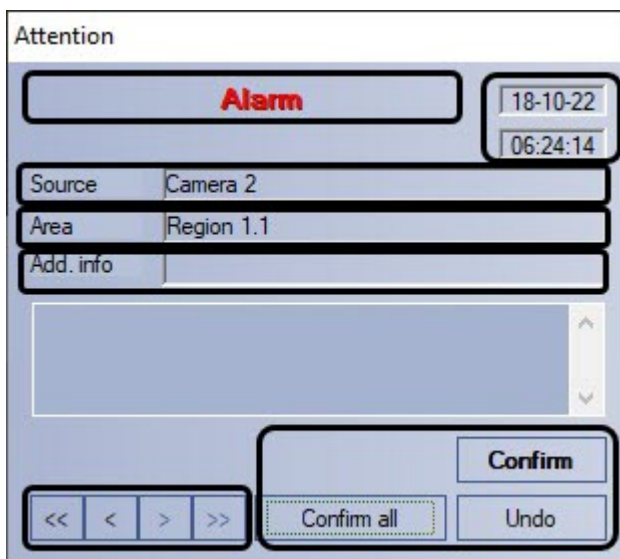 Attention
Alarm
18-10-22
06:24:14
Source Camera 2
Area Region 1.1
Add. info
Confirm
<< < > >> Confirm all Undo